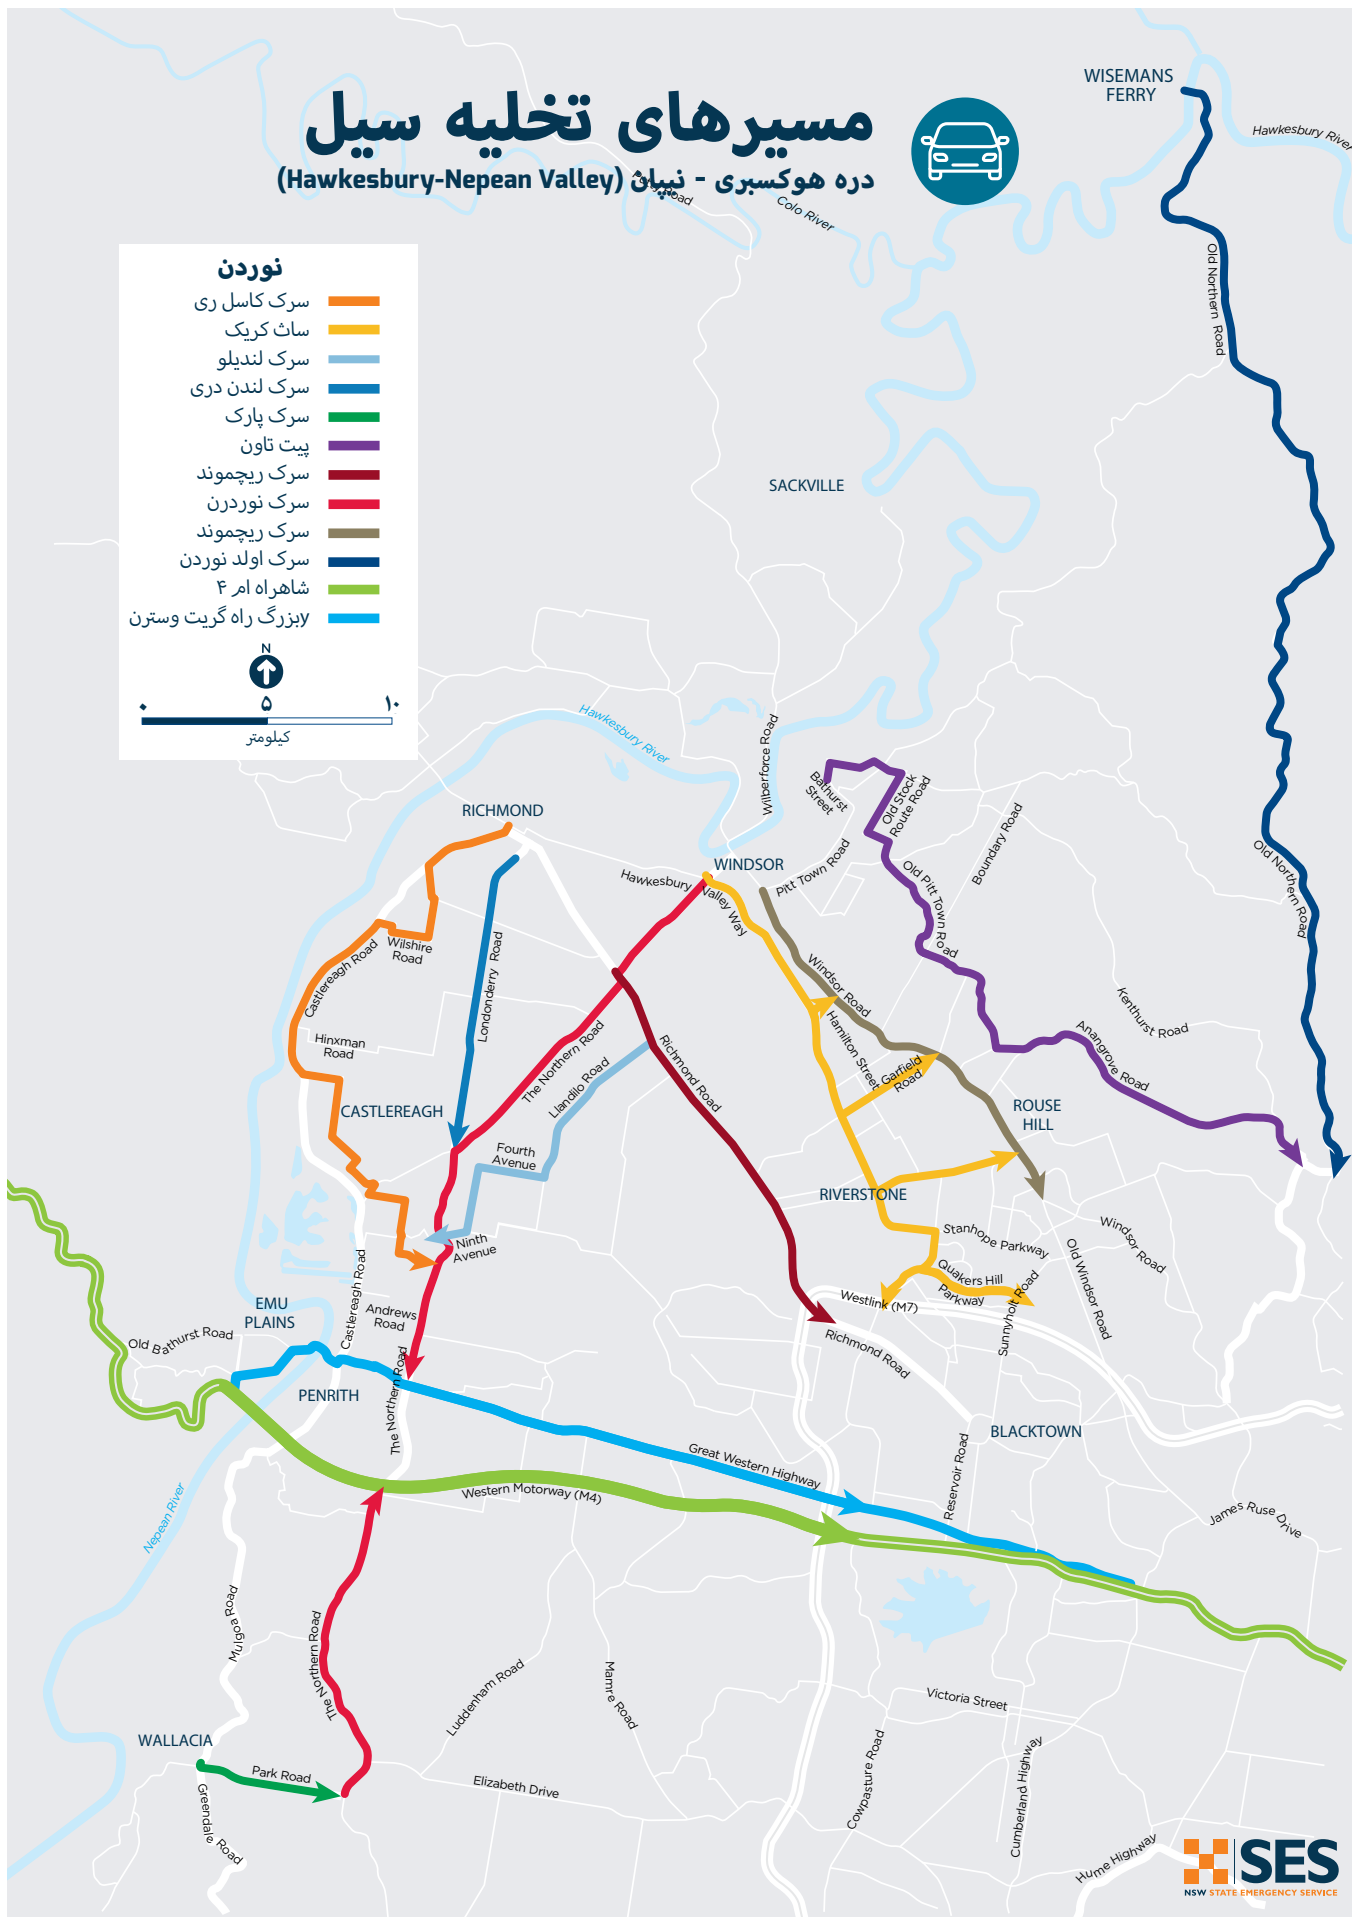 WISEMANS
FERRY
Hawkesbury River
مسیرهای تخلیه سیل
دره هوکسبری - نیپان (Hawkesbury-Nepean Valley)
Putty Road
Colo River
Old Northern Road
نوردن
سرک کاسل ری
ساث کریک
سرک لندیلو
سرک لندن دری
سرک پارک
پیت تاون
سرک ریچموند
سرک نوردرن
سرک ریچموند
سرک اولد نوردن
شاهراه ام ۴
yبزرگ راه گریت وسترن
N
۰ ۵ ۱۰
کیلومتر
SACKVILLE
Hawkesbury River
Wilberforce Road
Bathurst
Street
Old Stock
Route Road
RICHMOND
WINDSOR
Hawkesbury
Valley Way
Pitt Town Road
Boundary Road
Old Pitt Town Road
Old Northern Road
Castlereagh Road
Wilshire
Road
Londonderry Road
Windsor Road
Kenthurst Road
Hinxman
Road
The Northern Road
Richmond Road
Hamilton Street
Garfield
Road
Anangrove Road
Llandilo Road
CASTLEREAGH
ROUSE
HILL
Fourth
Avenue
RIVERSTONE
Ninth
Avenue
Stanhope Parkway
Windsor Road
Old Windsor Road
Quakers Hill
Parkway
Sunnyholt Road
Castlereagh Road
EMU
PLAINS
Andrews
Road
Westlink (M7)
Old Bathurst Road
Richmond Road
PENRITH
The Northern Road
BLACKTOWN
Great Western Highway
Reservoir Road
Western Motorway (M4)
James Ruse Drive
Nepean River
Mulgoa Road
The Northern Road
Luddenham Road
Mamre Road
Victoria Street
WALLACIA
Park Road
Elizabeth Drive
Cowpasture Road
Cumberland Highway
Greendale Road
Hume Highway
SES
NSW STATE EMERGENCY SERVICE